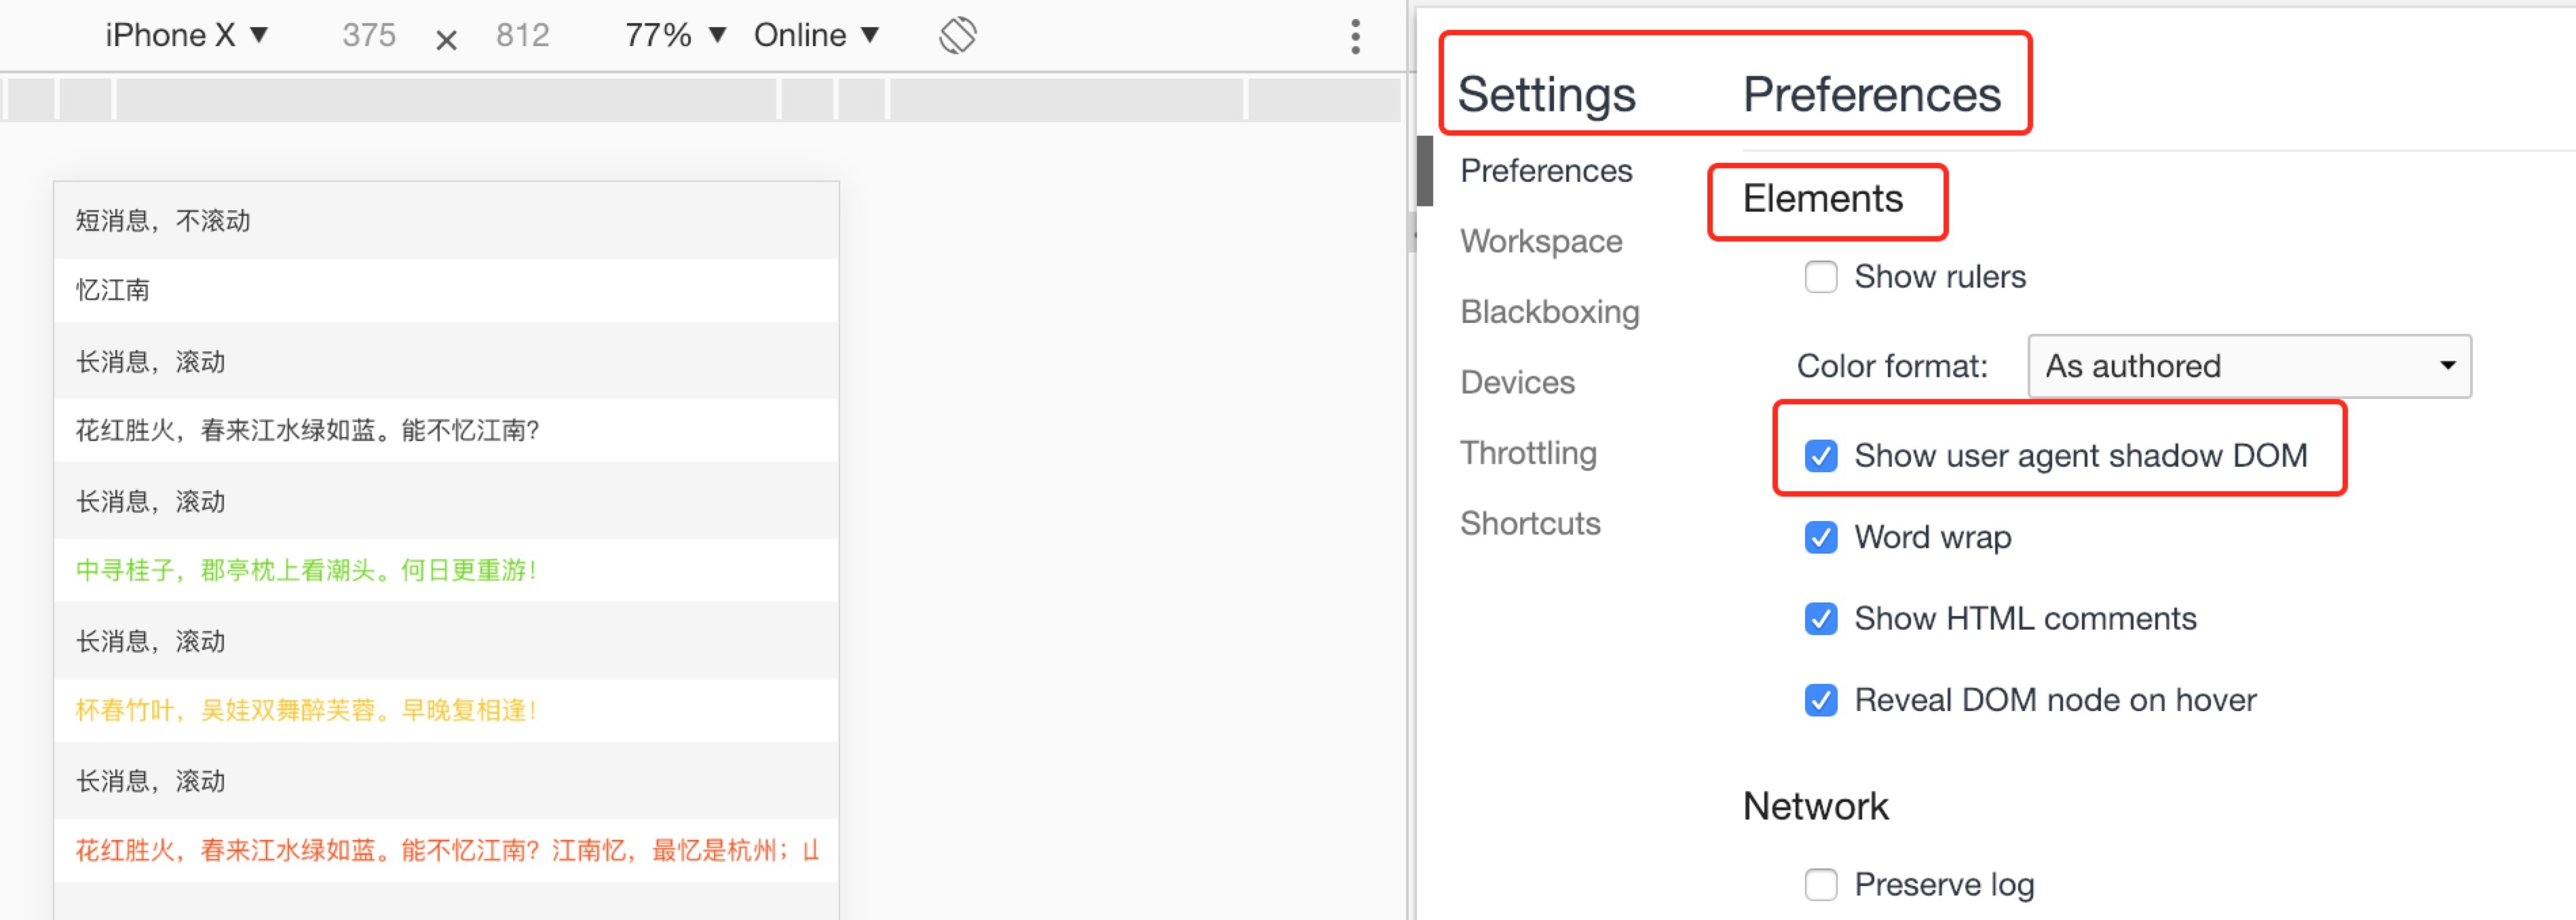 iPhone X ▼ 375 × 812 77% ▼ Online ▼
短消息，不滚动
忆江南
长消息，滚动
花红胜火，春来江水绿如蓝。能不忆江南？
长消息，滚动
中寻桂子，郡亭枕上看潮头。何日更重游！
长消息，滚动
杯春竹叶，吴娃双舞醉芙蓉。早晚复相逢！
长消息，滚动
花红胜火，春来江水绿如蓝。能不忆江南？江南忆，最忆是杭州；山
Settings
Preferences
Workspace
Blackboxing
Devices
Throttling
Shortcuts
Preferences
Elements
Show rulers
Color format: As authored
Show user agent shadow DOM
Word wrap
Show HTML comments
Reveal DOM node on hover
Network
Preserve log